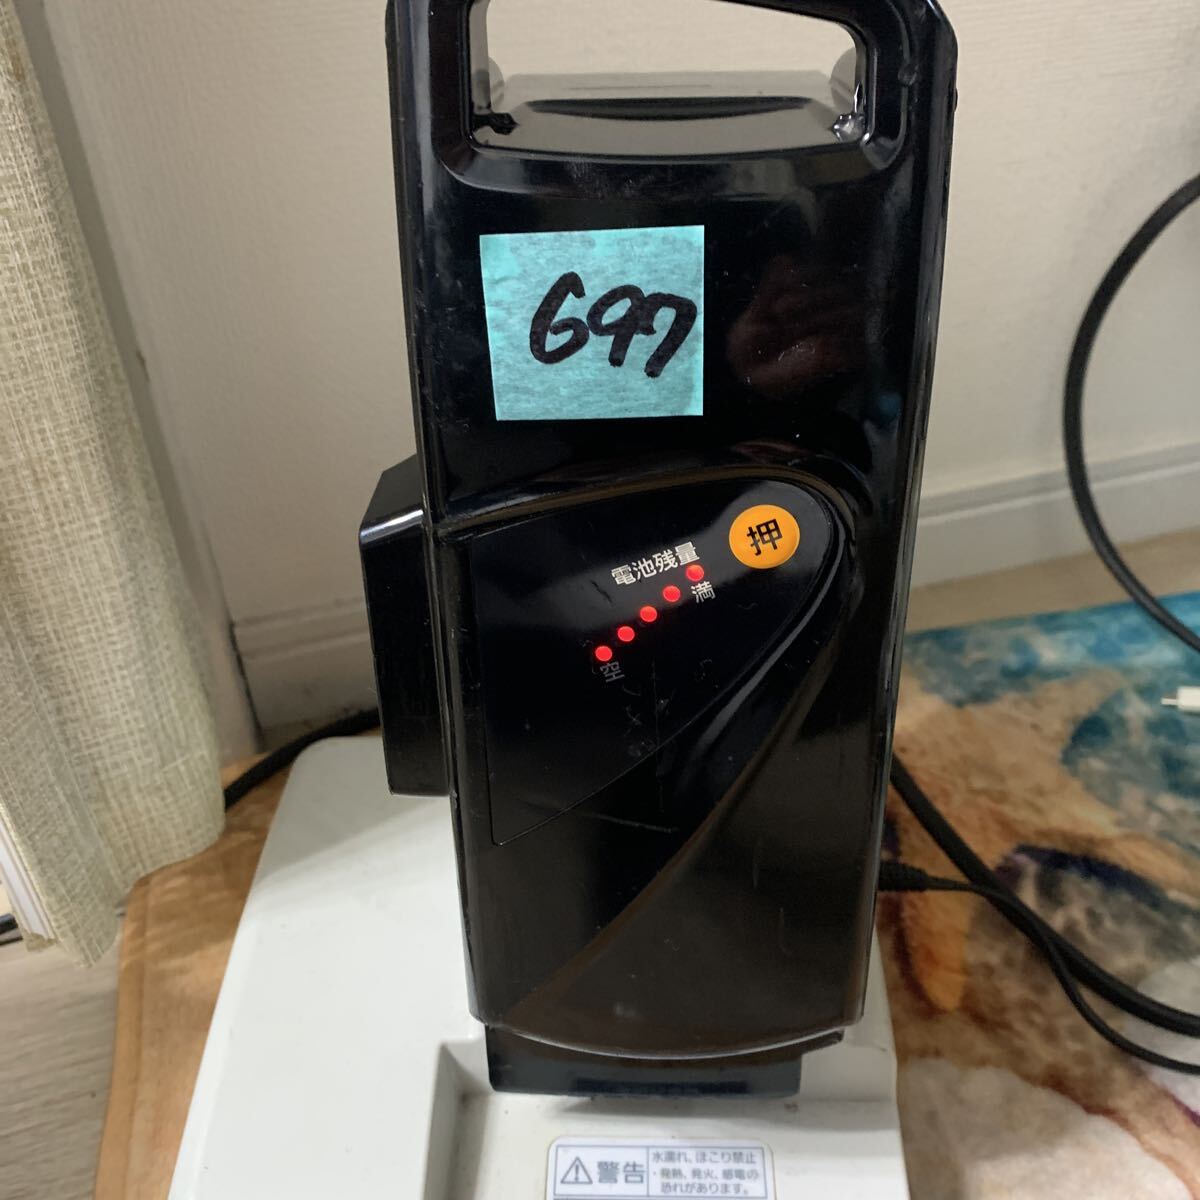 G97
押
電池残量
満
空
警告
水濡れ、ほこり禁止
・発熱、発火、感電の
恐れがあります。